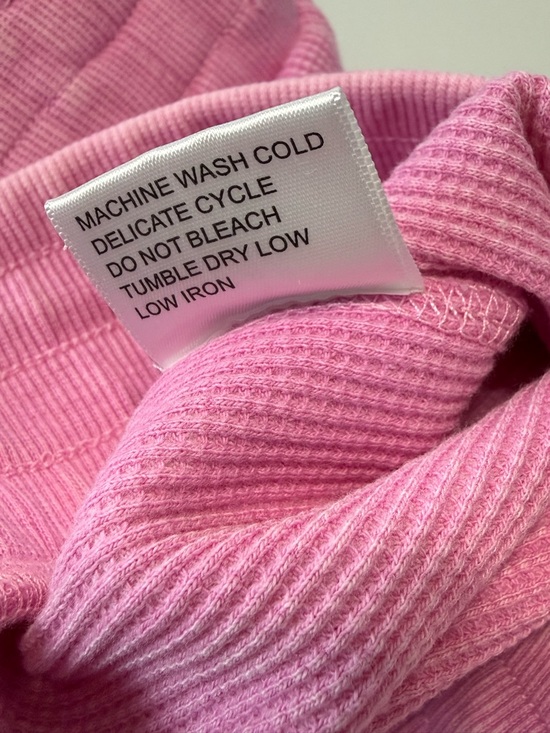 MACHINE WASH COLD
DELICATE CYCLE
DO NOT BLEACH
TUMBLE DRY LOW
LOW IRON